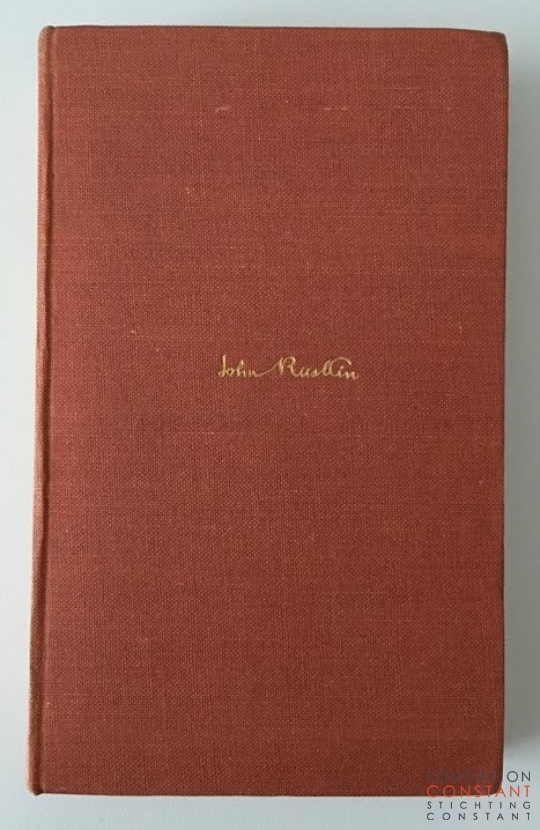 John Ruskin
FONDATION
CONSTANT
STICHTING
CONSTANT